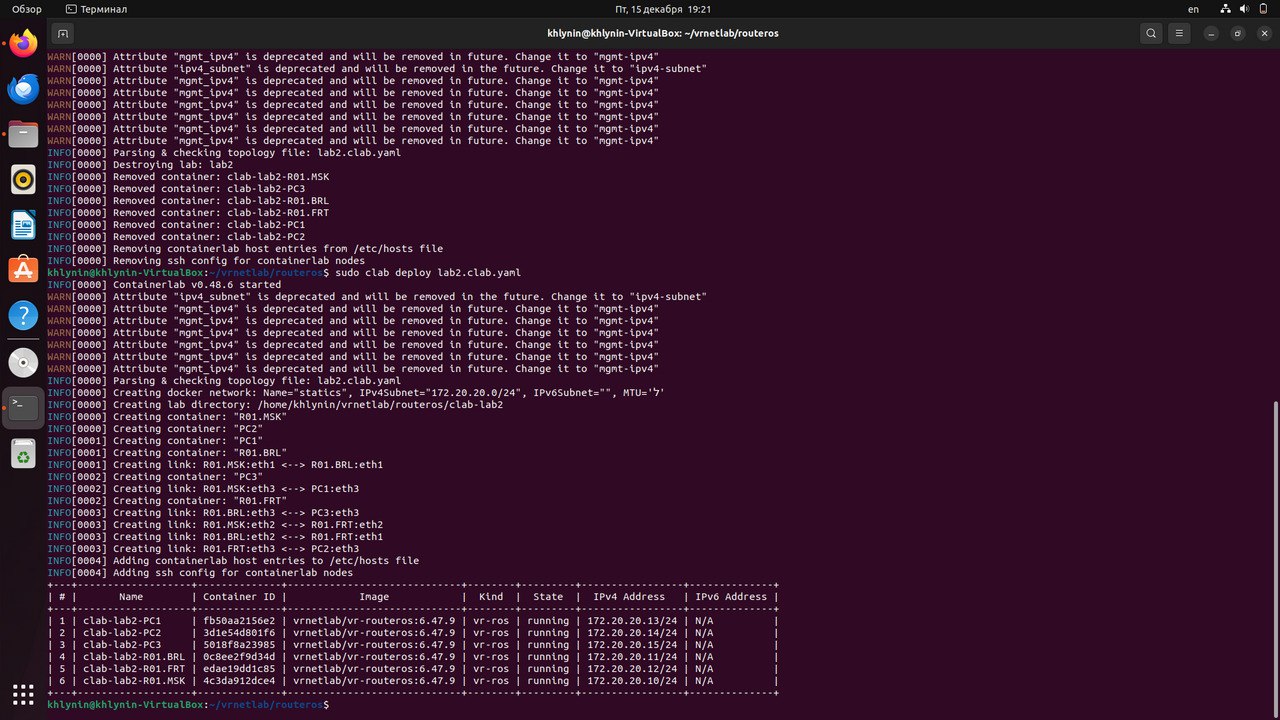 Обзор
Терминал
Пт, 15 декабря 19:21
en
khlynin@khlynin-VirtualBox: ~/vrnetlab/routeros
WARN[0000] Attribute "mgmt_ipv4" is deprecated and will be removed in future. Change it to "mgmt-ipv4"
WARN[0000] Attribute "ipv4_subnet" is deprecated and will be removed in the future. Change it to "ipv4-subnet"
WARN[0000] Attribute "mgmt_ipv4" is deprecated and will be removed in future. Change it to "mgmt-ipv4"
WARN[0000] Attribute "mgmt_ipv4" is deprecated and will be removed in future. Change it to "mgmt-ipv4"
WARN[0000] Attribute "mgmt_ipv4" is deprecated and will be removed in future. Change it to "mgmt-ipv4"
WARN[0000] Attribute "mgmt_ipv4" is deprecated and will be removed in future. Change it to "mgmt-ipv4"
WARN[0000] Attribute "mgmt_ipv4" is deprecated and will be removed in future. Change it to "mgmt-ipv4"
WARN[0000] Attribute "mgmt_ipv4" is deprecated and will be removed in future. Change it to "mgmt-ipv4"
INFO[0000] Parsing & checking topology file: lab2.clab.yaml
INFO[0000] Destroying lab: lab2
INFO[0000] Removed container: clab-lab2-R01.MSK
INFO[0000] Removed container: clab-lab2-PC3
INFO[0000] Removed container: clab-lab2-R01.BRL
INFO[0000] Removed container: clab-lab2-R01.FRT
INFO[0000] Removed container: clab-lab2-PC1
INFO[0000] Removed container: clab-lab2-PC2
INFO[0000] Removing containerlab host entries from /etc/hosts file
INFO[0000] Removing ssh config for containerlab nodes
khlynin@khlynin-VirtualBox:~/vrnetlab/routeros$ sudo clab deploy lab2.clab.yaml
INFO[0000] Containerlab v0.48.6 started
WARN[0000] Attribute "ipv4_subnet" is deprecated and will be removed in the future. Change it to "ipv4-subnet"
WARN[0000] Attribute "mgmt_ipv4" is deprecated and will be removed in future. Change it to "mgmt-ipv4"
WARN[0000] Attribute "mgmt_ipv4" is deprecated and will be removed in future. Change it to "mgmt-ipv4"
WARN[0000] Attribute "mgmt_ipv4" is deprecated and will be removed in future. Change it to "mgmt-ipv4"
WARN[0000] Attribute "mgmt_ipv4" is deprecated and will be removed in future. Change it to "mgmt-ipv4"
WARN[0000] Attribute "mgmt_ipv4" is deprecated and will be removed in future. Change it to "mgmt-ipv4"
WARN[0000] Attribute "mgmt_ipv4" is deprecated and will be removed in future. Change it to "mgmt-ipv4"
INFO[0000] Parsing & checking topology file: lab2.clab.yaml
INFO[0000] Creating docker network: Name="statics", IPv4Subnet="172.20.20.0/24", IPv6Subnet="", MTU='ל'
INFO[0000] Creating lab directory: /home/khlynin/vrnetlab/routeros/clab-lab2
INFO[0000] Creating container: "R01.MSK"
INFO[0000] Creating container: "PC2"
INFO[0001] Creating container: "PC1"
INFO[0001] Creating container: "R01.BRL"
INFO[0001] Creating link: R01.MSK:eth1 <--> R01.BRL:eth1
INFO[0002] Creating container: "PC3"
INFO[0002] Creating link: R01.MSK:eth3 <--> PC1:eth3
INFO[0002] Creating container: "R01.FRT"
INFO[0003] Creating link: R01.BRL:eth3 <--> PC3:eth3
INFO[0003] Creating link: R01.MSK:eth2 <--> R01.FRT:eth2
INFO[0003] Creating link: R01.BRL:eth2 <--> R01.FRT:eth1
INFO[0003] Creating link: R01.FRT:eth3 <--> PC2:eth3
INFO[0004] Adding containerlab host entries to /etc/hosts file
INFO[0004] Adding ssh config for containerlab nodes
| # | Name | Container ID | Image | Kind | State | IPv4 Address | IPv6 Address |
| 1 | clab-lab2-PC1 | fb50aa2156e2 | vrnetlab/vr-routeros:6.47.9 | vr-ros | running | 172.20.20.13/24 | N/A |
| 2 | clab-lab2-PC2 | 3d1e54d801f6 | vrnetlab/vr-routeros:6.47.9 | vr-ros | running | 172.20.20.14/24 | N/A |
| 3 | clab-lab2-PC3 | 5018f8a23985 | vrnetlab/vr-routeros:6.47.9 | vr-ros | running | 172.20.20.15/24 | N/A |
| 4 | clab-lab2-R01.BRL | 0c8ee2f9d34d | vrnetlab/vr-routeros:6.47.9 | vr-ros | running | 172.20.20.11/24 | N/A |
| 5 | clab-lab2-R01.FRT | edae19dd1c85 | vrnetlab/vr-routeros:6.47.9 | vr-ros | running | 172.20.20.12/24 | N/A |
| 6 | clab-lab2-R01.MSK | 4c3da912dce4 | vrnetlab/vr-routeros:6.47.9 | vr-ros | running | 172.20.20.10/24 | N/A |
khlynin@khlynin-VirtualBox:~/vrnetlab/routeros$